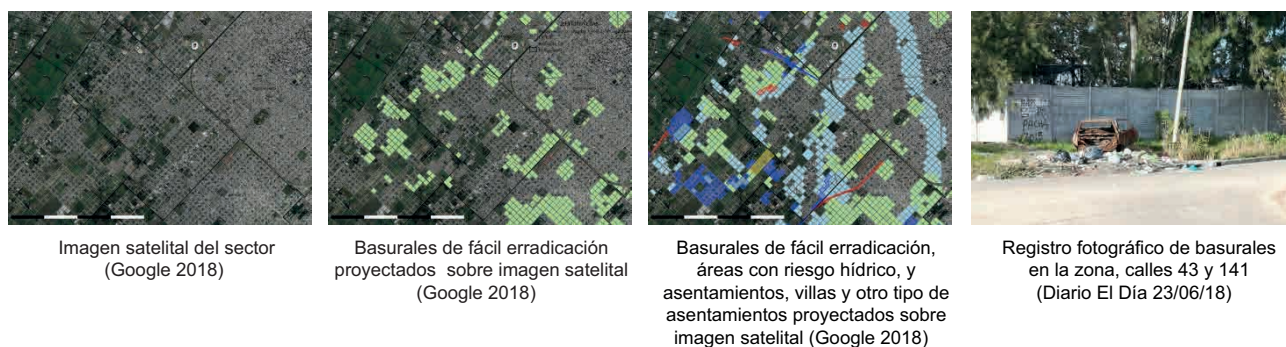 Imagen satelital del sector
(Google 2018)
Basurales de fácil erradicación
proyectados sobre imagen satelital
(Google 2018)
Basurales de fácil erradicación,
áreas con riesgo hídrico, y
asentamientos, villas y otro tipo de
asentamientos proyectados sobre
imagen satelital (Google 2018)
Registro fotográfico de basurales
en la zona, calles 43 y 141
(Diario El Día 23/06/18)